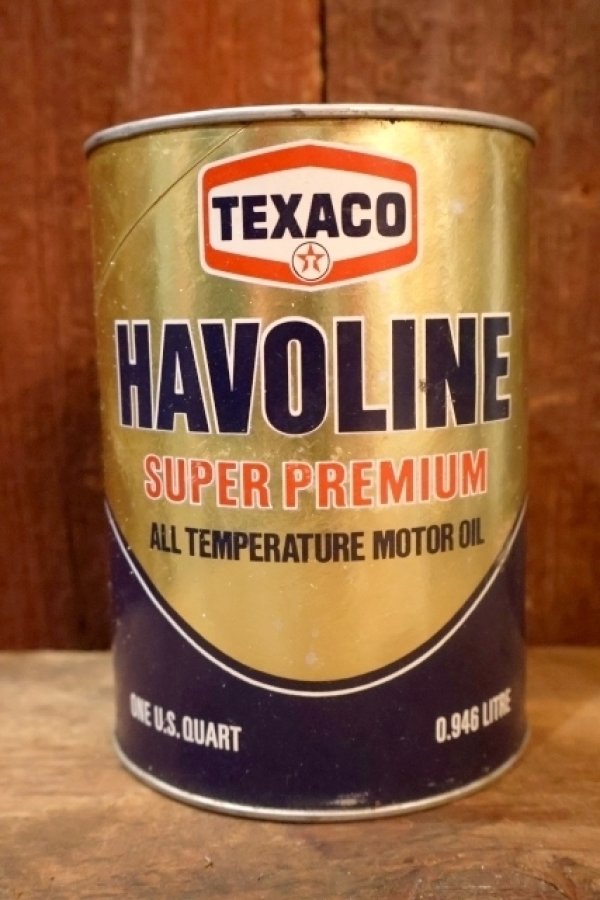 TEXACO
T
HAVOLINE
SUPER PREMIUM
ALL TEMPERATURE MOTOR OIL
ONE U.S. QUART
0.946 LITRE